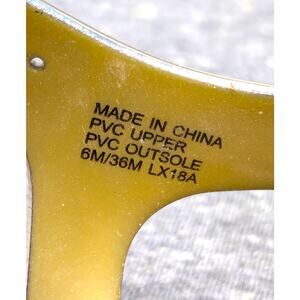 MADE IN CHINA
PVC UPPER
PVC OUTSOLE
6M/36M LX18A